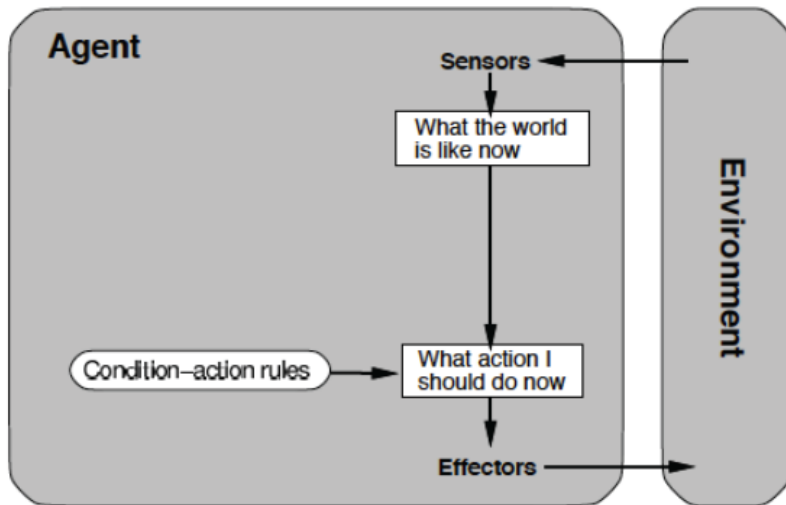 Agent
Sensors
What the world
is like now
Environment
Condition–action rules
What action I
should do now
Effectors